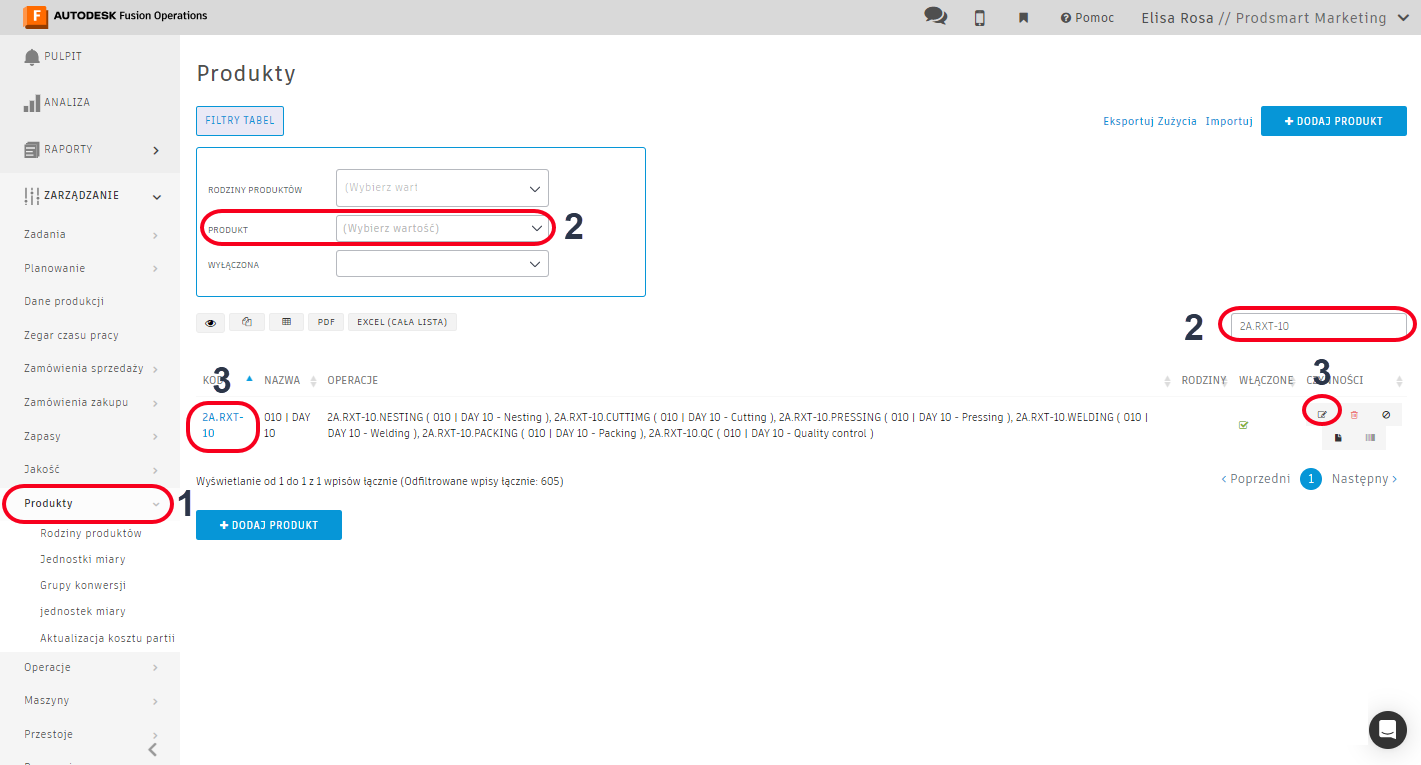 F AUTODESK Fusion Operations
Pomoc
Elisa Rosa // Prodsmart Marketing
PULPIT
ANALIZA
RAPORTY
ZARZĄDZANIE
Zadania
Planowanie
Dane produkcji
Zegar czasu pracy
Zamówienia sprzedaży
Zamówienia zakupu
Zapasy
Jakość
Produkty
1
Rodziny produktów
Jednostki miary
Grupy konwersji
jednostek miary
Aktualizacja kosztu partii
Operacje
Maszyny
Przestoje
Produkty
FILTRY TABEL
Eksportuj Zużycia Importuj
+ DODAJ PRODUKT
RODZINY PRODUKTÓW (Wybierz wart
PRODUKT (Wybierz wartość) 2
WYŁĄCZONA
PDF EXCEL (CAŁA LISTA)
2 2A.RXT-10
3 NAZWA OPERACJE RODZINY WŁĄCZONE 3
2A.RXT-
10
010 | DAY
10
2A.RXT-10.NESTING ( 010 | DAY 10 - Nesting ), 2A.RXT-10.CUTTIMG ( 010 | DAY 10 - Cutting ), 2A.RXT-10.PRESSING ( 010 | DAY 10 - Pressing ), 2A.RXT-10.WELDING ( 010 |
DAY 10 - Welding ), 2A.RXT-10.PACKING ( 010 | DAY 10 - Packing ), 2A.RXT-10.QC ( 010 | DAY 10 - Quality control )
Wyświetlanie od 1 do 1 z 1 wpisów łącznie (Odfiltrowane wpisy łącznie: 605)
< Poprzedni 1 Następny >
+ DODAJ PRODUKT